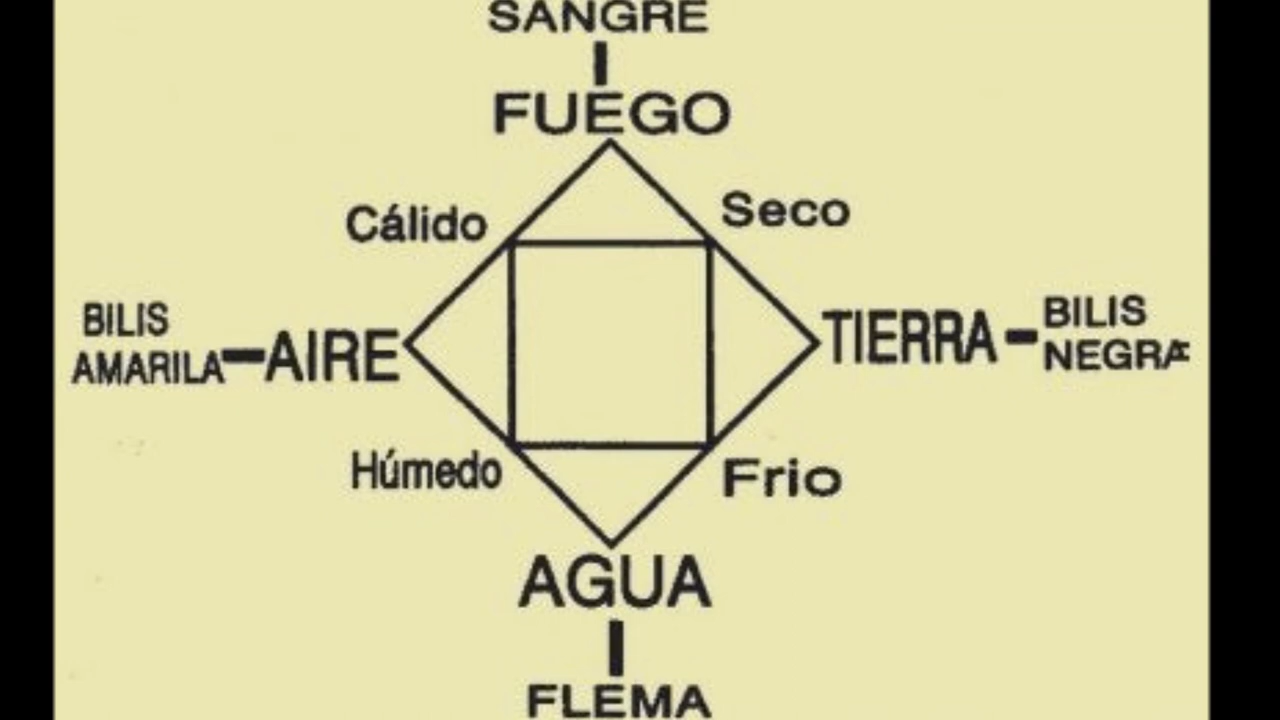 SANGRE
FUEGO
Cálido
Seco
BILIS
AMARILA
AIRE
TIERRA
BILIS
NEGRA
Húmedo
Frio
AGUA
FLEMA